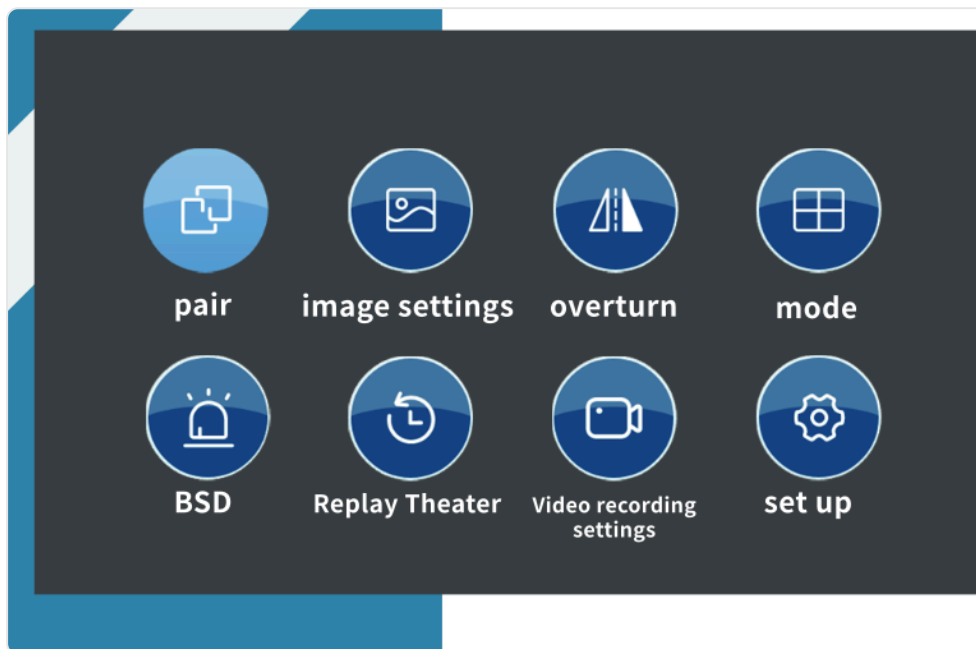 pair
image settings
overturn
mode
BSD
Replay Theater
Video recording
settings
set up